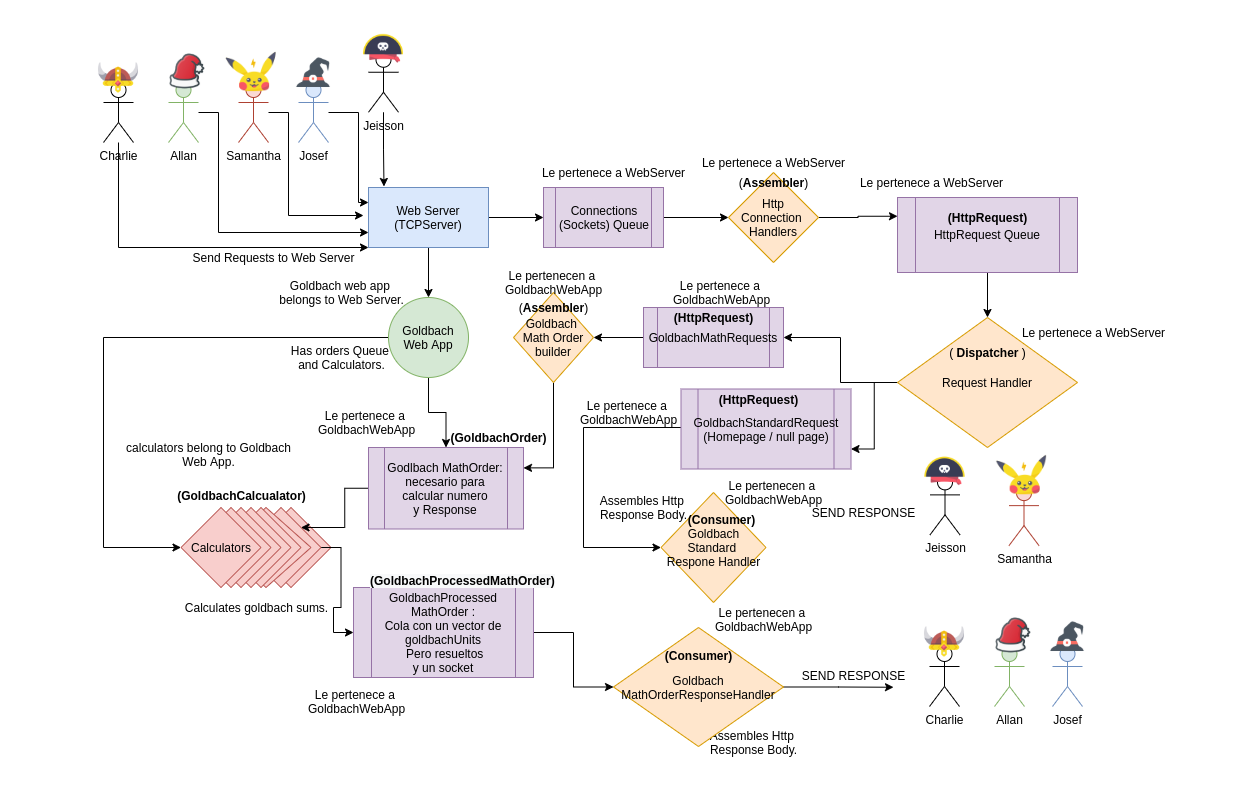 Charlie
Allan
Samantha
Josef
Jeisson
Send Requests to Web Server
Web Server
(TCPServer)
Le pertenece a WebServer
Connections
(Sockets) Queue
Le pertenece a WebServer
(Assembler)
Http
Connection
Handlers
Le pertenece a WebServer
(HttpRequest)
HttpRequest Queue
Goldbach web app
belongs to Web Server.
Goldbach
Web App
Has orders Queue
and Calculators.
Le pertenecen a
GoldbachWebApp
(Assembler)
Goldbach
Math Order
builder
Le pertenece a
GoldbachWebApp
(HttpRequest)
GoldbachMathRequests
Le pertenece a WebServer
( Dispatcher )
Request Handler
Le pertenece a
GoldbachWebApp
(HttpRequest)
GoldbachStandardRequest
(Homepage / null page)
Le pertenece a
GoldbachWebApp
(GoldbachOrder)
Godlbach MathOrder:
necesario para
calcular numero
y Response
calculators belong to Goldbach
Web App.
(GoldbachCalcualator)
Calculators
Calculates goldbach sums.
Le pertenecen a
GoldbachWebApp
Assembles Http
Response Body.
(Consumer)
Goldbach
Standard
Respone Handler
SEND RESPONSE
Jeisson
Samantha
(GoldbachProcessedMathOrder)
GoldbachProcessed
MathOrder :
Cola con un vector de
goldbachUnits
Pero resueltos
y un socket
Le pertenece a
GoldbachWebApp
Le pertenecen a
GoldbachWebApp
(Consumer)
Goldbach
MathOrderResponseHandler
SEND RESPONSE
Assembles Http
Response Body.
Charlie
Allan
Josef